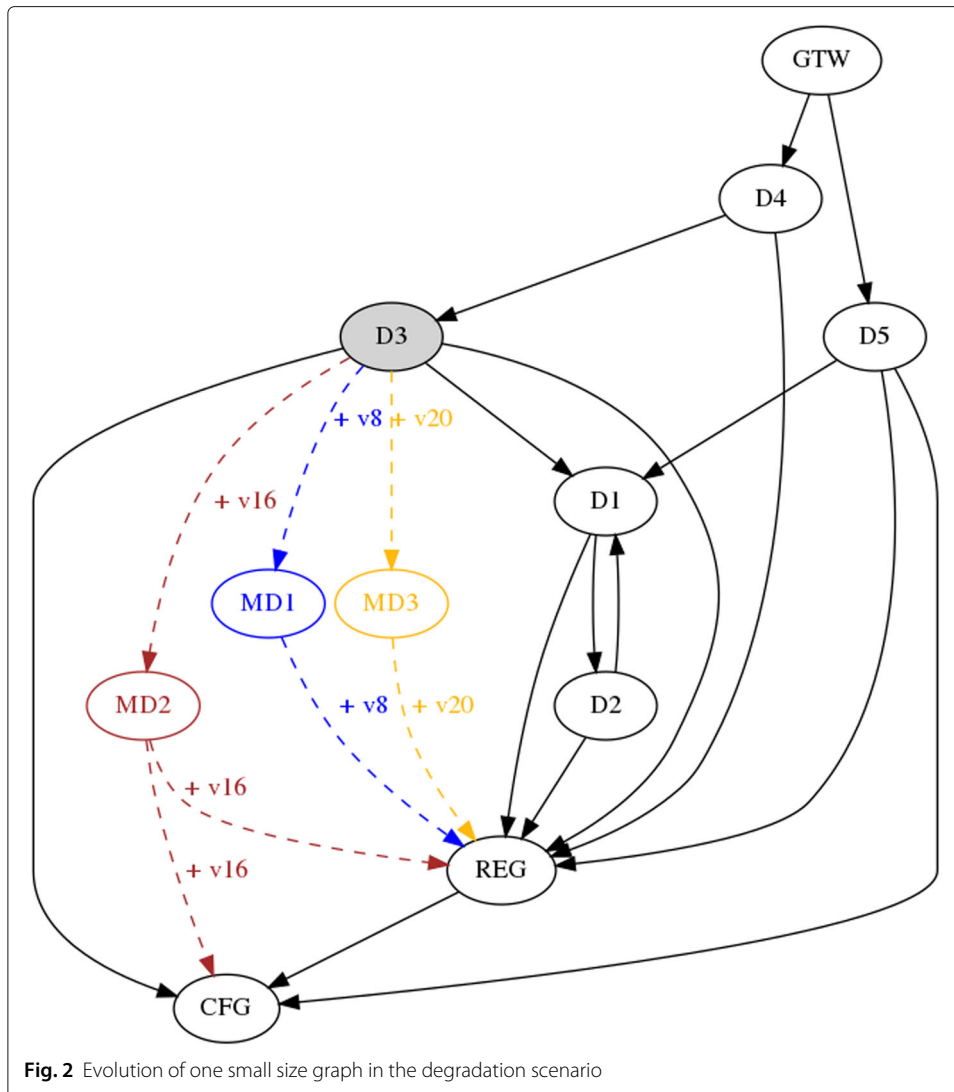 GTW
D4
D3
D5
+ v8
+ v20
+ v16
D1
MD1
MD3
MD2
D2
+ v8
+ v20
+ v16
REG
+ v16
CFG
Fig. 2 Evolution of one small size graph in the degradation scenario